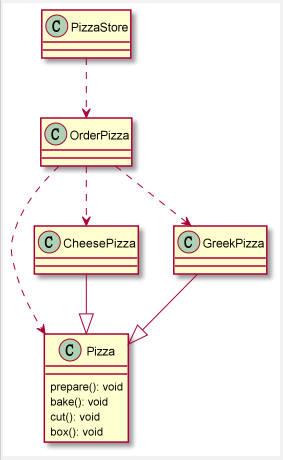 C PizzaStore
C OrderPizza
C CheesePizza
C GreekPizza
C Pizza
prepare(): void
bake(): void
cut(): void
box(): void